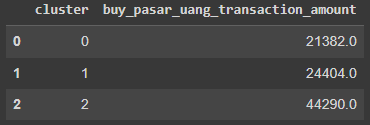 cluster buy_pasar_uang_transaction_amount
0 0 21382.0
1 1 24404.0
2 2 44290.0